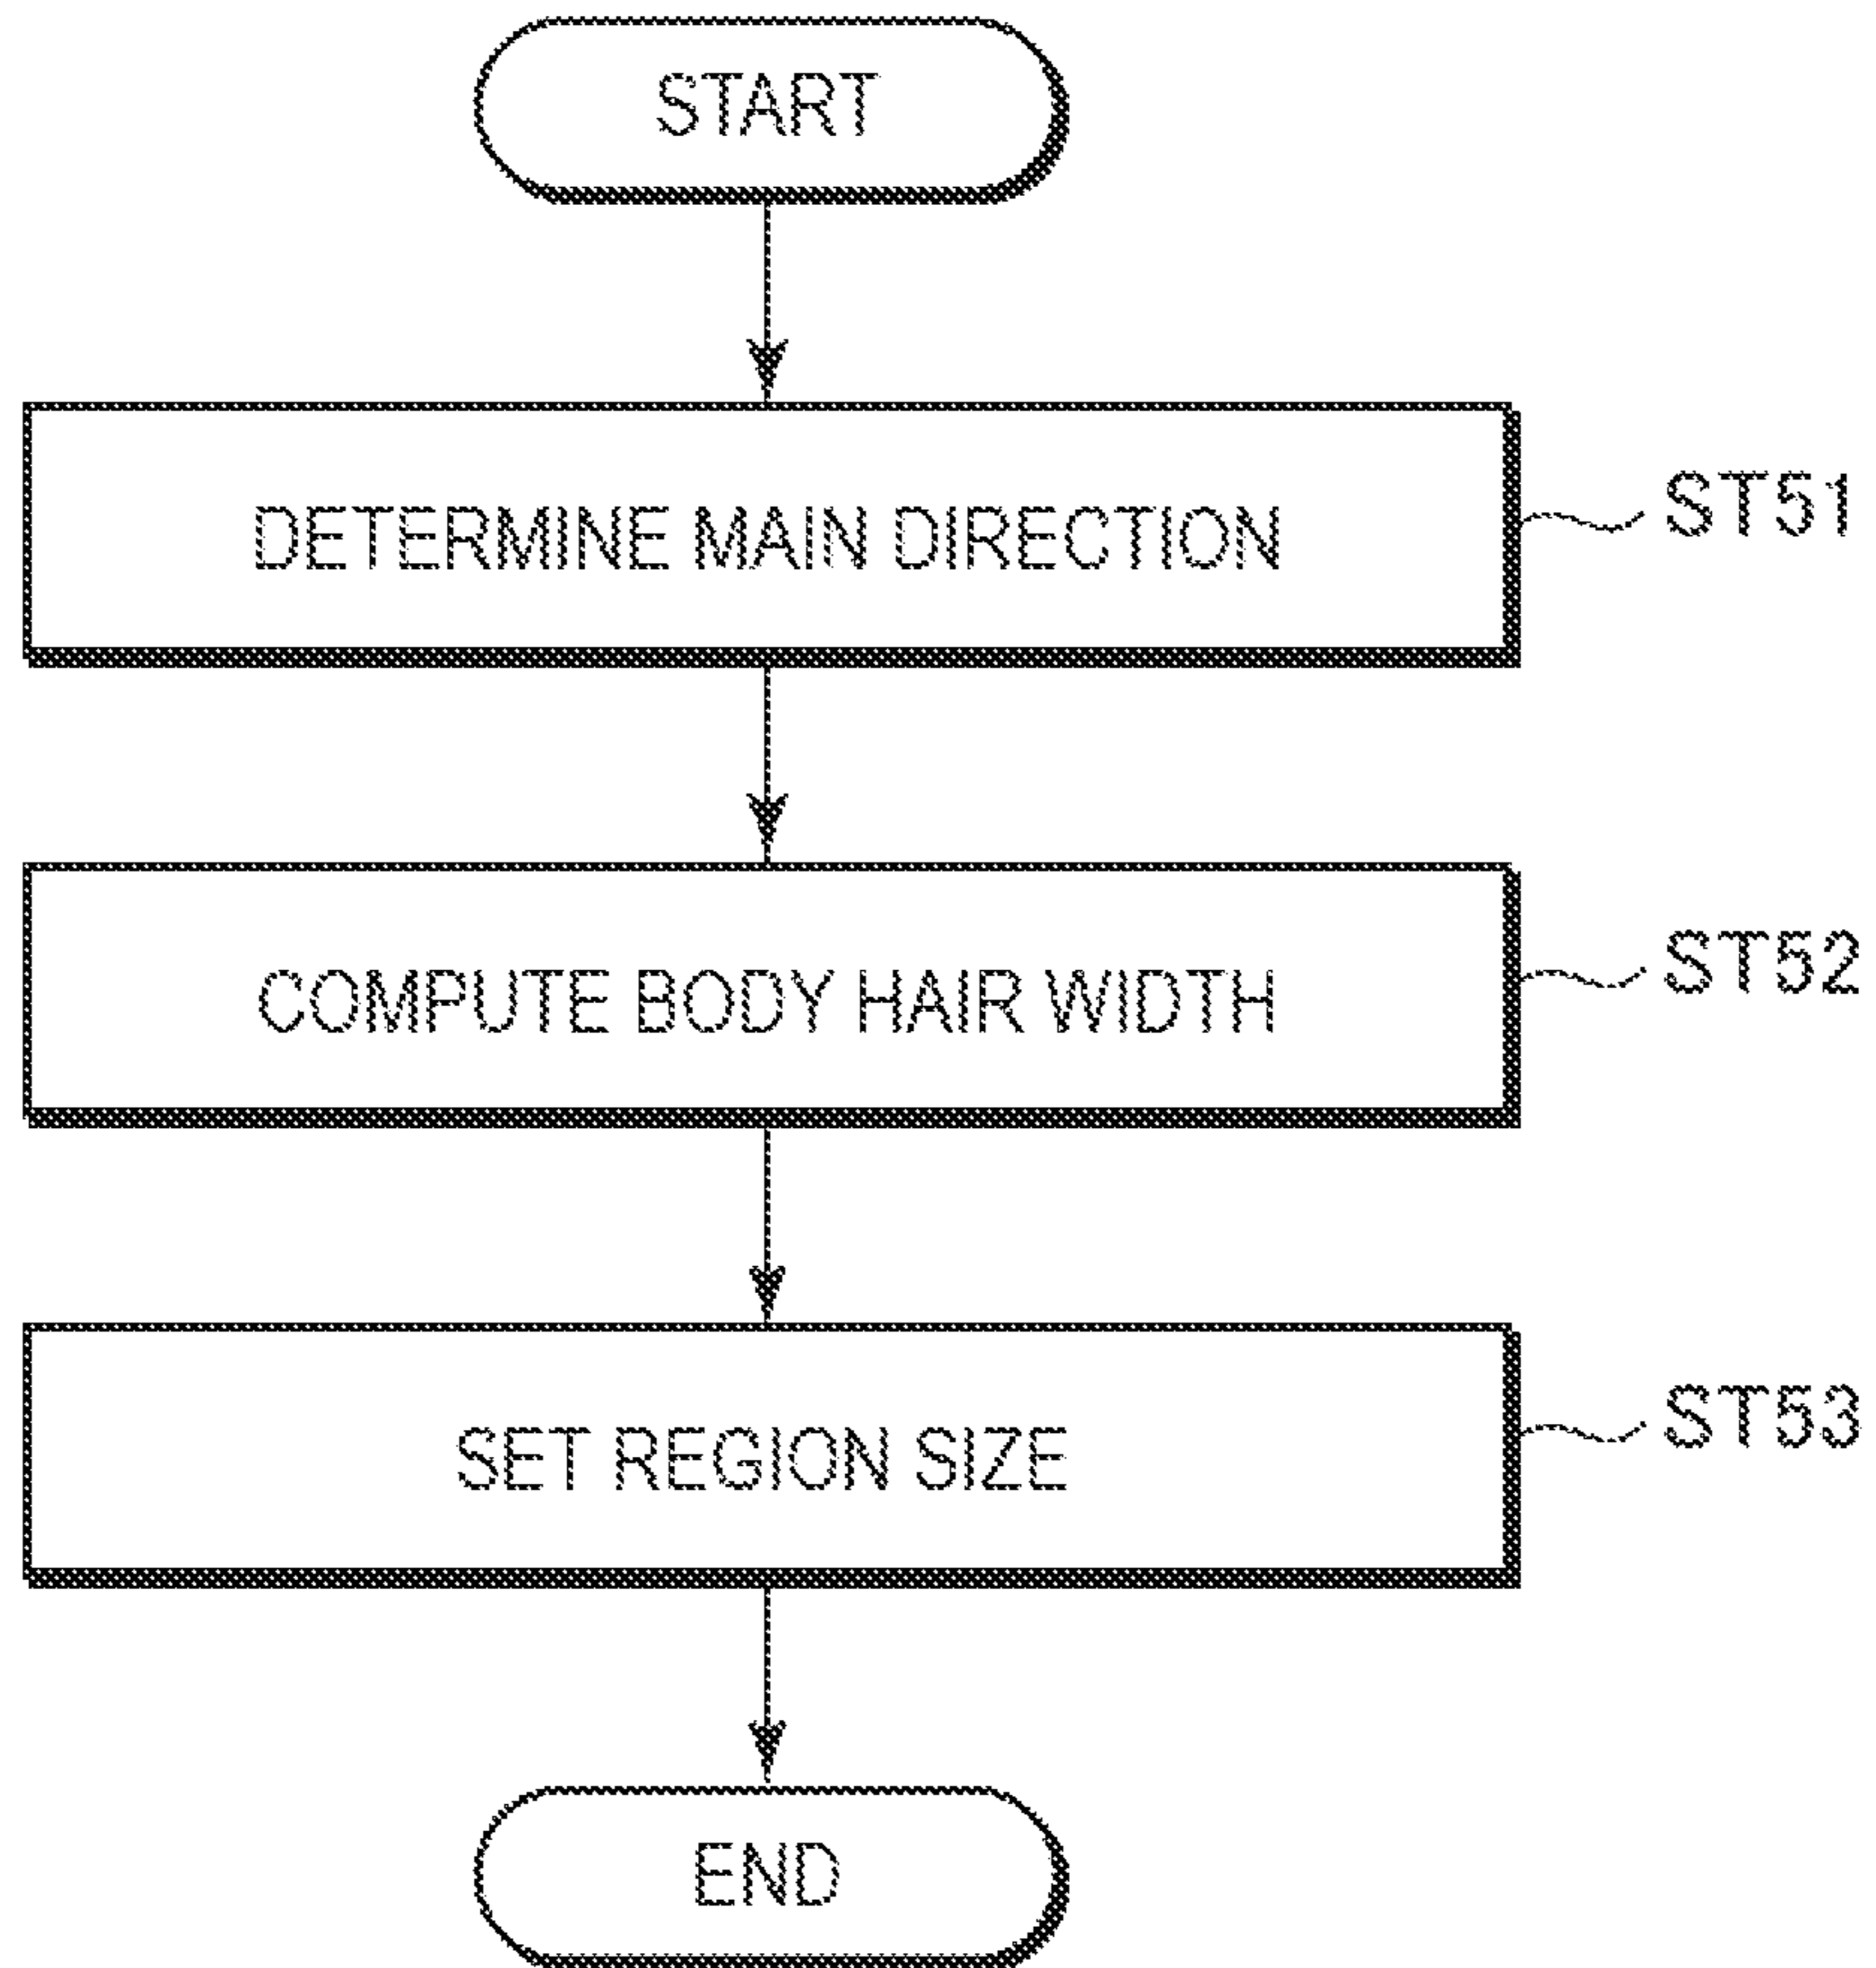 START
DETERMINE MAIN DIRECTION
ST51
COMPUTE BODY HAIR WIDTH
ST52
SET REGION SIZE
ST53
END